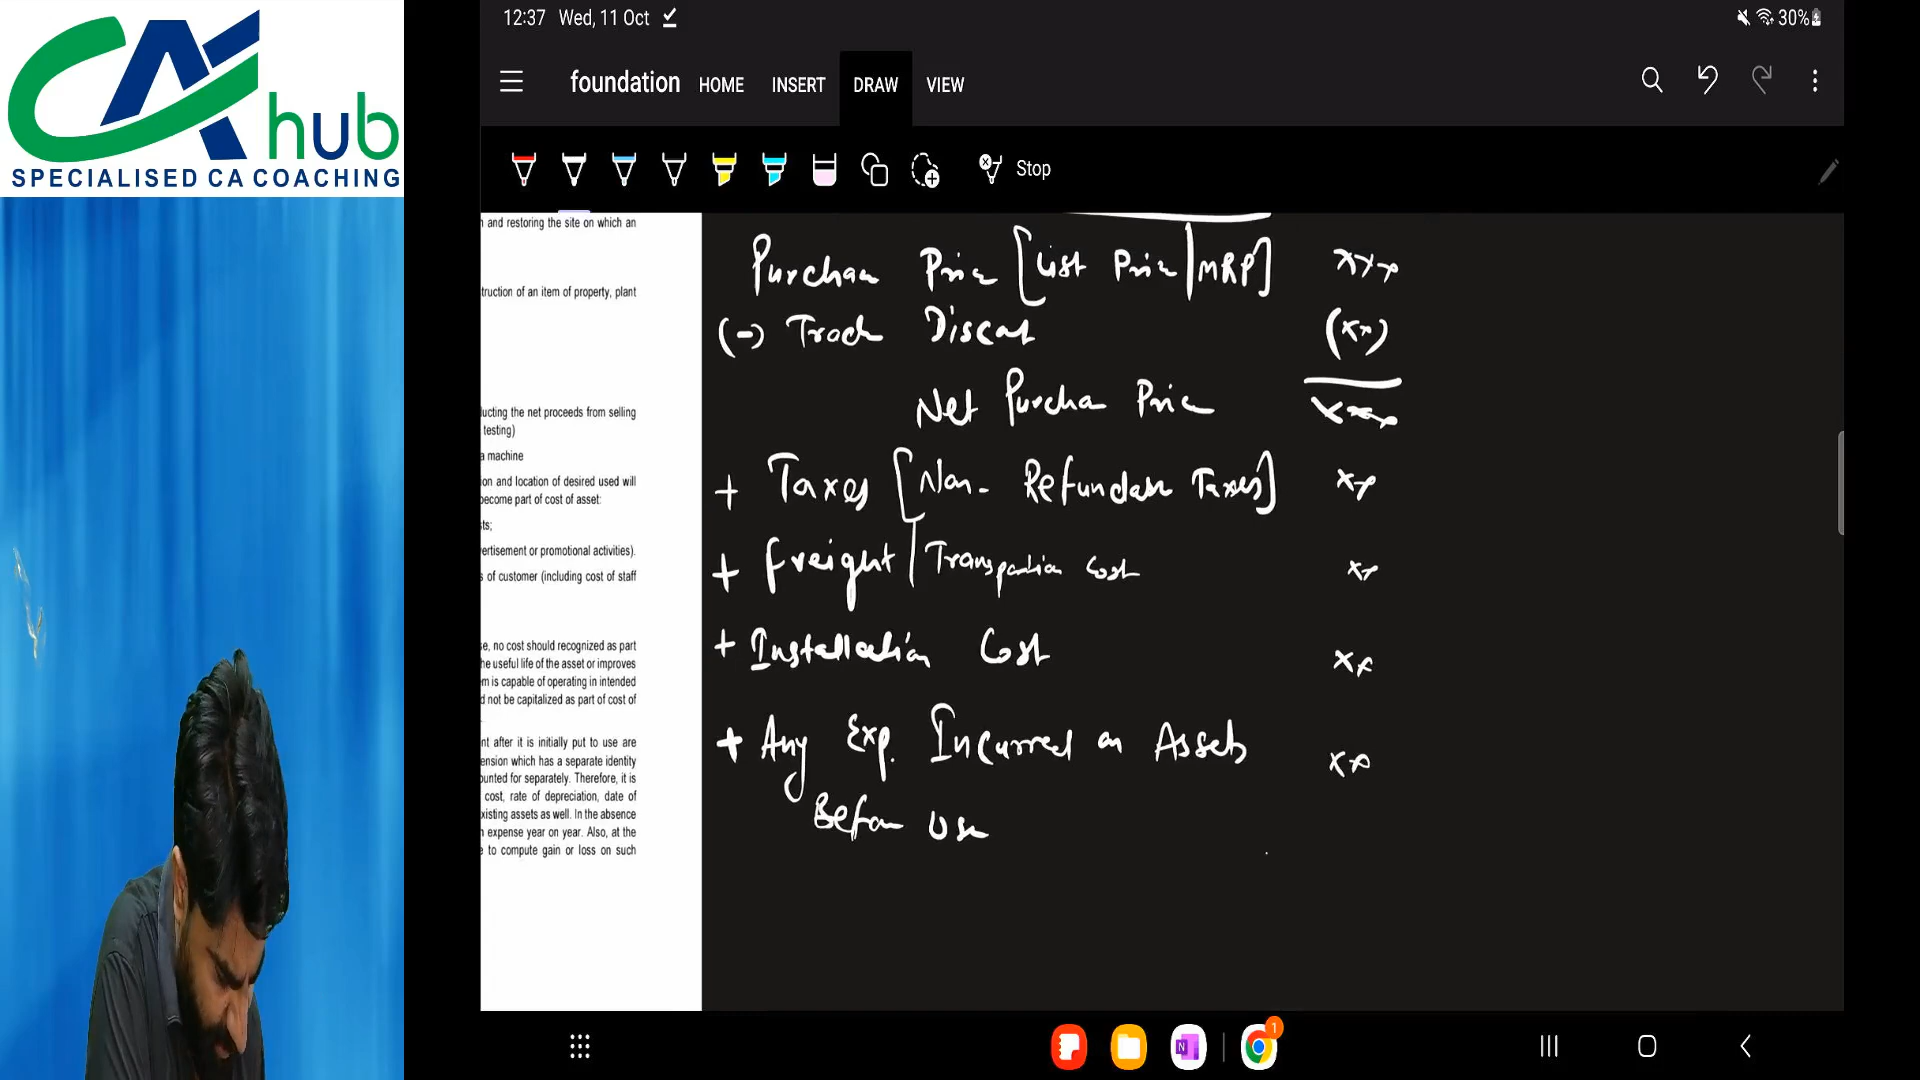 CA hub
SPECIALISED CA COACHING
12:37 Wed, 11 Oct
30%
foundation HOME INSERT DRAW VIEW
Stop
and restoring the site on which an
truction of an item of property, plant
ucting the net proceeds from selling
testing)
a machine
on and location of desired used will
ecome part of cost of asset:
ts;
ertisement or promotional activities).
s of customer (including cost of staff
se, no cost should recognized as part
he useful life of the asset or improves
m is capable of operating in intended
d not be capitalized as part of cost of
nt after it is initially put to use are
ension which has a separate identity
ounted for separately. Therefore, it is
cost, rate of depreciation, date of
xisting assets as well. In the absence
n expense year on year. Also, at the
e to compute gain or loss on such
Purchase Price [List Price | MRP] xxx
(-) Trade Discount (xx)
Net Purchase Price xxx
+ Taxes [Non-Refundable Taxes] xx
+ Freight | Transportation Cost xx
+ Installation Cost xx
+ Any Exp. Incurred on Assets xx
Before Use
1